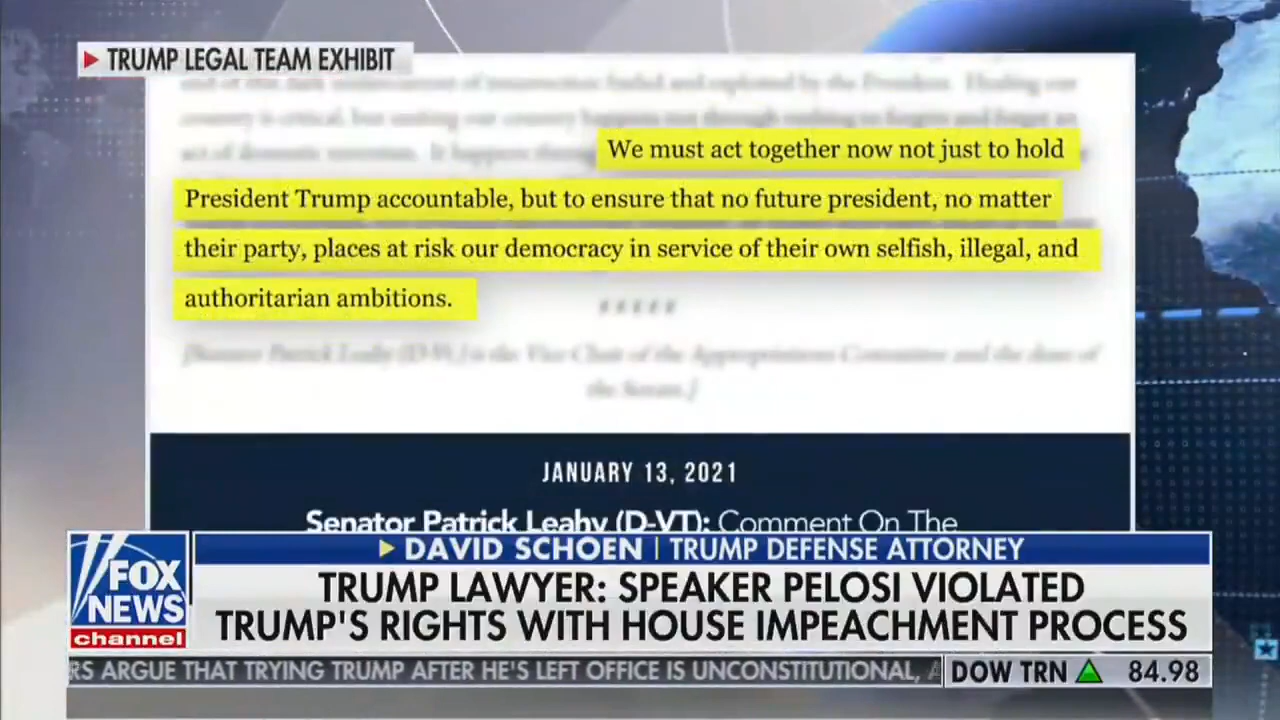 TRUMP LEGAL TEAM EXHIBIT
We must act together now not just to hold
President Trump accountable, but to ensure that no future president, no matter
their party, places at risk our democracy in service of their own selfish, illegal, and
authoritarian ambitions.
*****
JANUARY 13, 2021
Senator Patrick Leahy (D-VT): Comment On The
DAVID SCHOEN | TRUMP DEFENSE ATTORNEY
TRUMP LAWYER: SPEAKER PELOSI VIOLATED
TRUMP'S RIGHTS WITH HOUSE IMPEACHMENT PROCESS
FOX
NEWS
channel
RS ARGUE THAT TRYING TRUMP AFTER HE'S LEFT OFFICE IS UNCONSTITUTIONAL,
DOW TRN 84.98